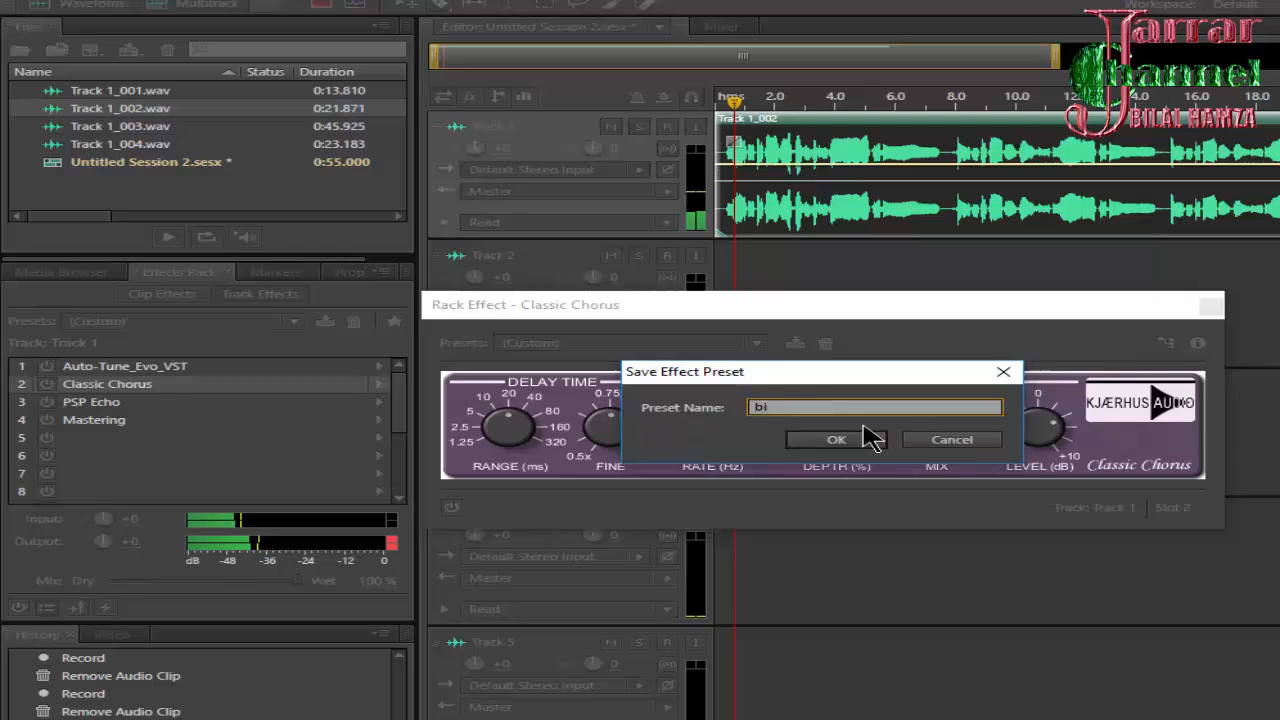 Waveform
Multitrack
Workspace: Default
Files
Name Status Duration
Track 1_001.wav 0:13.810
Track 1_002.wav 0:21.871
Track 1_003.wav 0:45.925
Track 1_004.wav 0:23.183
Untitled Session 2.sesx * 0:55.000
Editor: Untitled Session 2.sesx *
Mixer
Jarrar
Channel
BILAL HAMZA
fx
hms 2.0 4.0 6.0 8.0 10.0 12.0 14.0 16.0 18.0
Track 1_002
Track 1
M S R I
+0 0
Default Stereo Input
Master
Read
Track 2
M S R I
+0 0
Media Browser Effects Rack Markers Prop
Clip Effects Track Effects
Presets: (Custom)
Track: Track 1
1 Auto-Tune_Evo_VST
2 Classic Chorus
3 PSP Echo
4 Mastering
5
6
7
8
Input: +0
Output: +0
dB -48 -36 -24 -12 0
Mix: Dry Wet 100 %
History Video
Record
Remove Audio Clip
Record
Remove Audio Clip
Rack Effect - Classic Chorus
Presets: (Custom)
DELAY TIME
1.25 2.5 5 10 20 40 80 160 320
RANGE (ms)
0.5x 0.75
FINE
RATE (Hz)
DEPTH (%)
MIX
+10
LEVEL (dB)
KJÆRHUS AUDIO
Classic Chorus
Save Effect Preset
Preset Name: bi
OK Cancel
Track: Track 1 Slot 2
+0 0
Default Stereo Input
Master
Read
Track 5
M S R I
+0 0
Default Stereo Input
Master